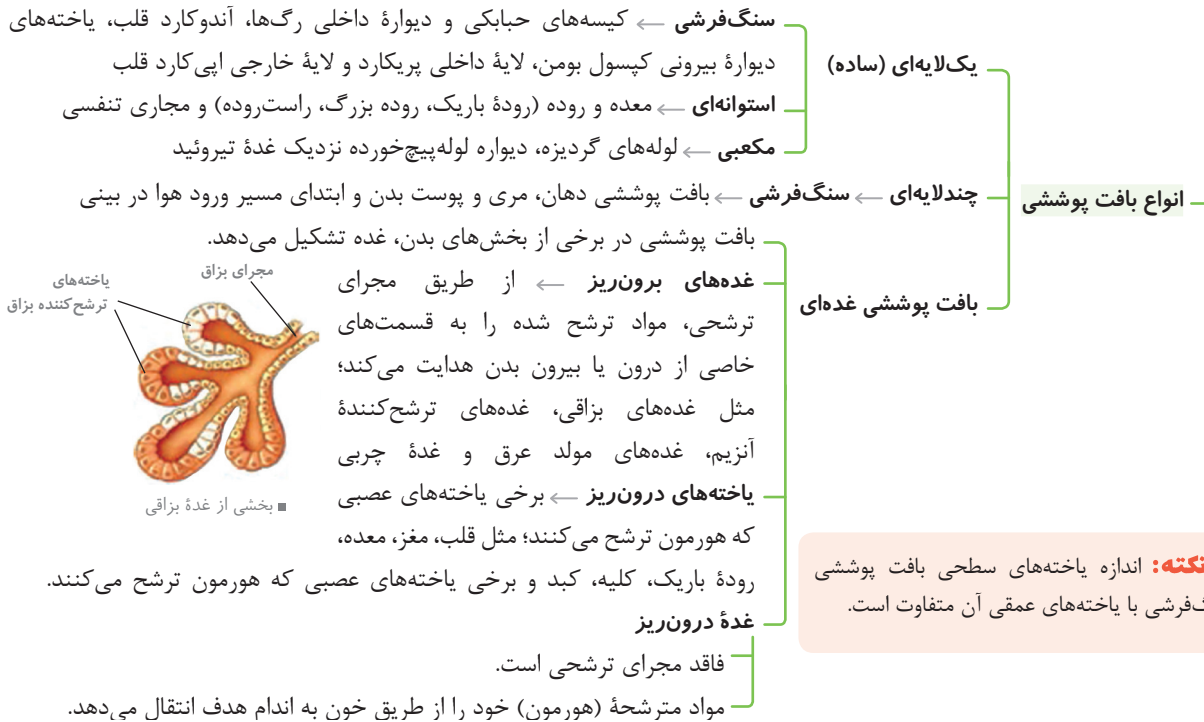 انواع بافت پوششی
یک‌لایه‌ای (ساده)
سنگ‌فرشی ← کیسه‌های حبابکی و دیوارهٔ داخلی رگ‌ها، آندوکارد قلب، یاخته‌های
دیوارهٔ بیرونی کپسول بومن، لایهٔ داخلی پریکارد و لایهٔ خارجی اپی‌کارد قلب
استوانه‌ای ← معده و روده (رودهٔ باریک، روده بزرگ، راست‌روده) و مجاری تنفسی
مکعبی ← لوله‌های گردیزه، دیواره لوله‌پیچ‌خورده نزدیک غدهٔ تیروئید
چندلایه‌ای ← سنگ‌فرشی ← بافت پوششی دهان، مری و پوست بدن و ابتدای مسیر ورود هوا در بینی
بافت پوششی غده‌ای
بافت پوششی در برخی از بخش‌های بدن، غده تشکیل می‌دهد.
غده‌های برون‌ریز ← از طریق مجرای
ترشحی، مواد ترشح شده را به قسمت‌های
خاصی از درون یا بیرون بدن هدایت می‌کند؛
مثل غده‌های بزاقی، غده‌های ترشح‌کنندهٔ
آنزیم، غده‌های مولد عرق و غدهٔ چربی
یاخته‌های درون‌ریز ← برخی یاخته‌های عصبی
که هورمون ترشح می‌کنند؛ مثل قلب، مغز، معده،
رودهٔ باریک، کلیه، کبد و برخی یاخته‌های عصبی که هورمون ترشح می‌کنند.
غدهٔ درون‌ریز
فاقد مجرای ترشحی است.
مواد مترشحهٔ (هورمون) خود را از طریق خون به اندام هدف انتقال می‌دهد.
مجرای بزاق
یاخته‌های
ترشح‌کننده بزاق
■ بخشی از غدهٔ بزاقی
نکته: اندازه یاخته‌های سطحی بافت پوششی
گ‌فرشی با یاخته‌های عمقی آن متفاوت است.